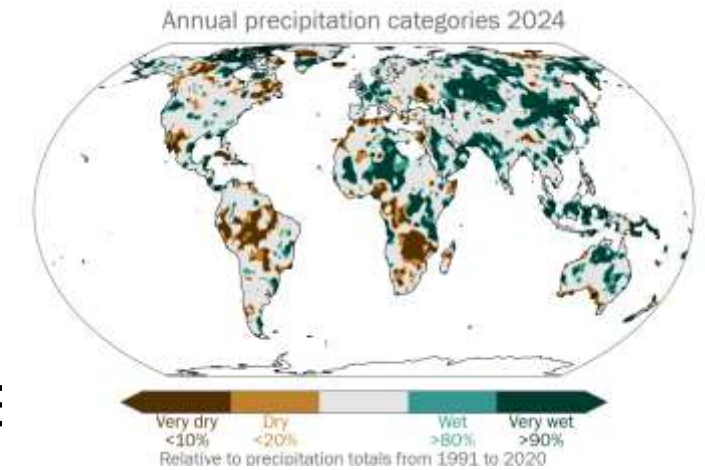 Annual precipitation categories 2024
Very dry Dry Wet Very wet
<10% <20% >80% >90%
Relative to precipitation totals from 1991 to 2020